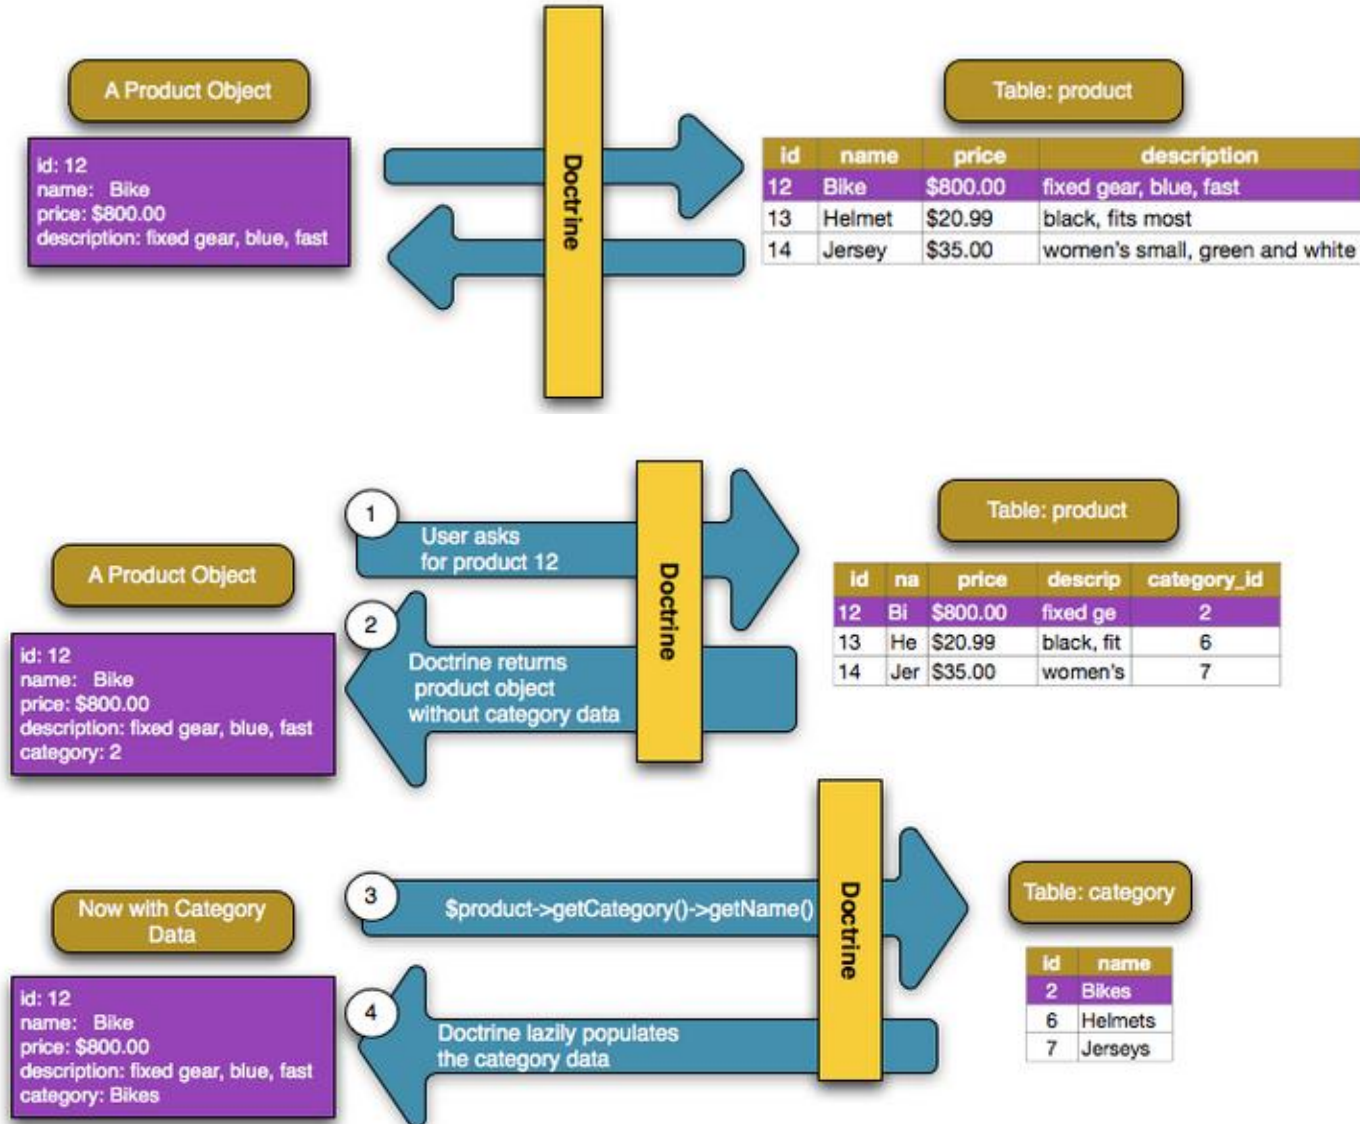 A Product Object
id: 12
name: Bike
price: $800.00
description: fixed gear, blue, fast
Doctrine
Table: product
id name price description
12 Bike $800.00 fixed gear, blue, fast
13 Helmet $20.99 black, fits most
14 Jersey $35.00 women's small, green and white
1
User asks
for product 12
2
Doctrine returns
product object
without category data
Doctrine
A Product Object
id: 12
name: Bike
price: $800.00
description: fixed gear, blue, fast
category: 2
Table: product
id na price descrip category_id
12 Bi $800.00 fixed ge 2
13 He $20.99 black, fit 6
14 Jer $35.00 women's 7
Now with Category
Data
id: 12
name: Bike
price: $800.00
description: fixed gear, blue, fast
category: Bikes
3
$product->getCategory()->getName()
4
Doctrine lazily populates
the category data
Doctrine
Table: category
id name
2 Bikes
6 Helmets
7 Jerseys